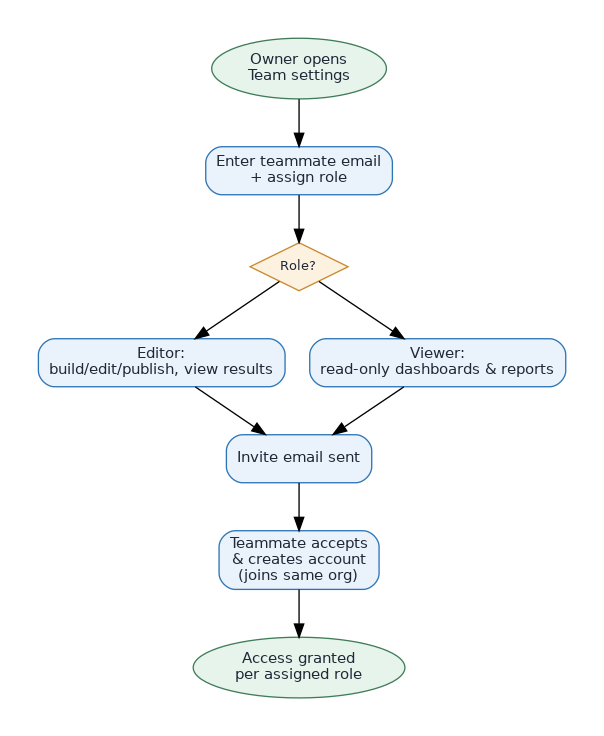 Owner opens
Team settings
Enter teammate email
+ assign role
Role?
Editor:
build/edit/publish, view results
Viewer:
read-only dashboards & reports
Invite email sent
Teammate accepts
& creates account
(joins same org)
Access granted
per assigned role